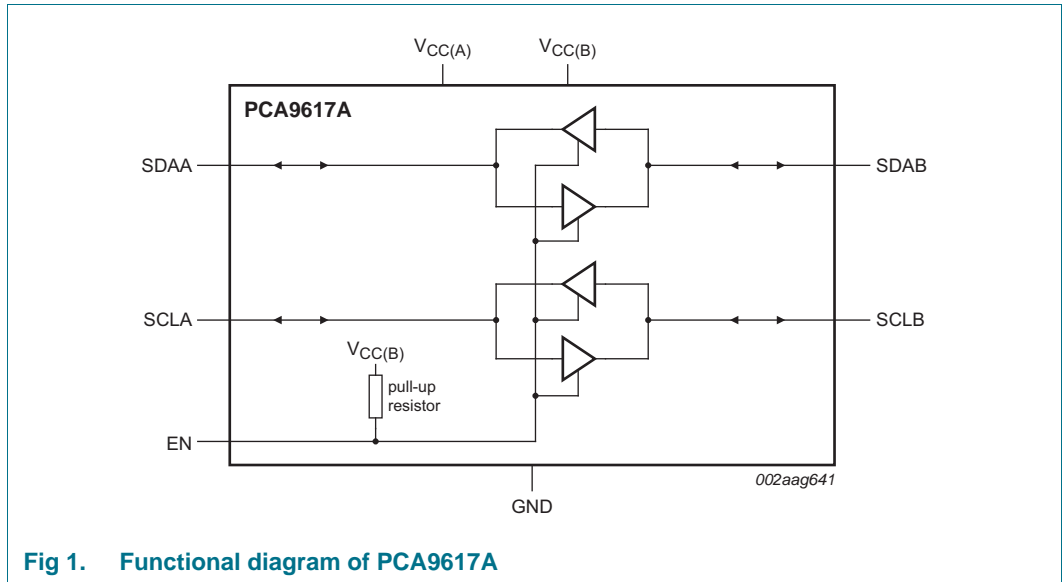 VCC(A) VCC(B)
PCA9617A
SDAA SDAB
SCLA SCLB
VCC(B)
pull-up
resistor
EN
002aag641
GND
Fig 1. Functional diagram of PCA9617A